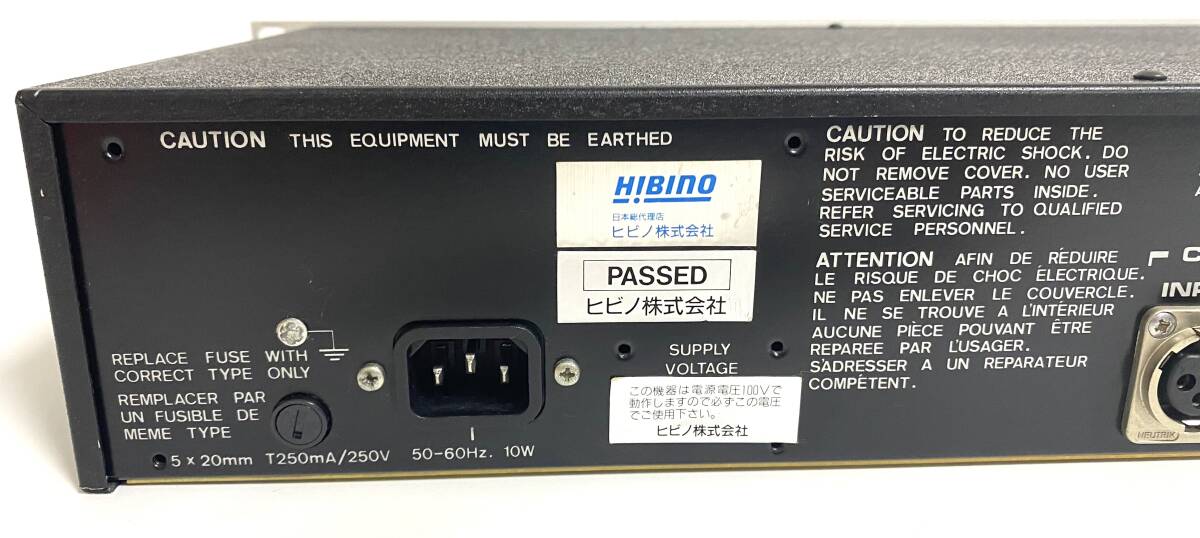 CAUTION THIS EQUIPMENT MUST BE EARTHED
HIBINO
日本総代理店
ヒビノ株式会社
PASSED
ヒビノ株式会社
CAUTION TO REDUCE THE
RISK OF ELECTRIC SHOCK. DO
NOT REMOVE COVER. NO USER
SERVICEABLE PARTS INSIDE.
REFER SERVICING TO QUALIFIED
SERVICE PERSONNEL.
ATTENTION AFIN DE RÉDUIRE
LE RISQUE DE CHOC ÉLECTRIQUE.
NE PAS ENLEVER LE COUVERCLE.
IL NE SE TROUVE A L'INTÉRIEUR
AUCUNE PIÈCE POUVANT ÊTRE
REPAREE PAR L'USAGER.
S'ADRESSER A UN REPARATEUR
COMPÉTENT.
REPLACE FUSE WITH
CORRECT TYPE ONLY
REMPLACER PAR
UN FUSIBLE DE
MEME TYPE
5 x 20mm T250mA/250V
50-60Hz. 10W
SUPPLY
VOLTAGE
この機器は電源電圧100Vで
動作しますので必ずこの電圧
でご使用下さい。
ヒビノ株式会社
NEUTRIK